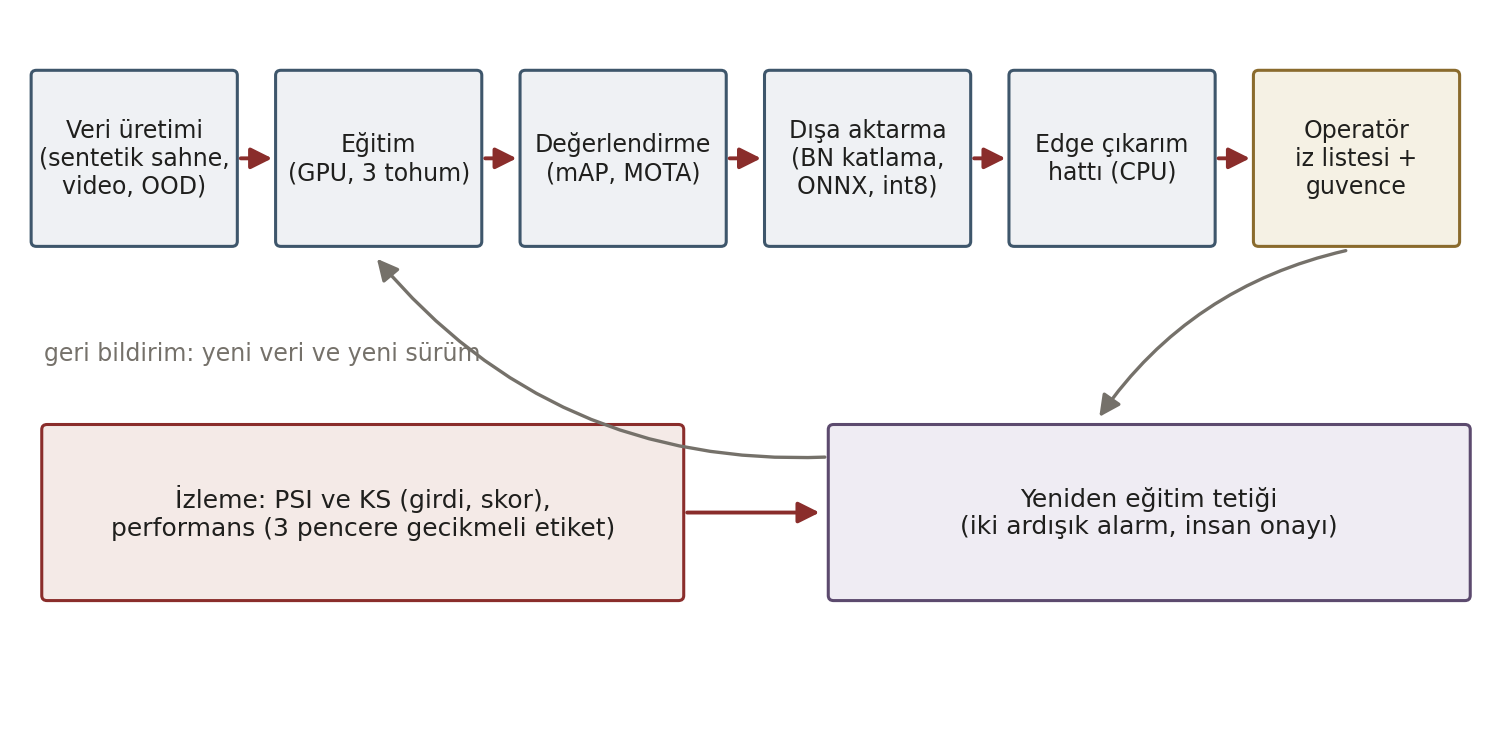 Veri üretimi
(sentetik sahne,
video, OOD)
Eğitim
(GPU, 3 tohum)
Değerlendirme
(mAP, MOTA)
Dışa aktarma
(BN katlama,
ONNX, int8)
Edge çıkarım
hattı (CPU)
Operatör
iz listesi +
guvence
geri bildirim: yeni veri ve yeni sürüm
İzleme: PSI ve KS (girdi, skor),
performans (3 pencere gecikmeli etiket)
Yeniden eğitim tetiği
(iki ardışık alarm, insan onayı)